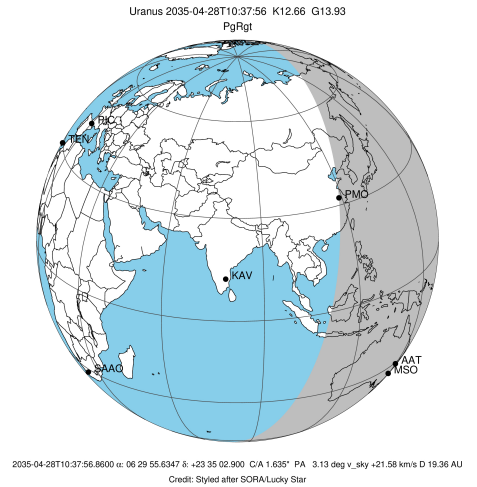 Uranus 2035-04-28T10:37:56 K12.66 G13.93
PgRgt
PIC
TEN
PMO
KAV
AAT
MSO
SAAO
2035-04-28T10:37:56.8600 α: 06 29 55.6347 δ: +23 35 02.900 C/A 1.635" PA 3.13 deg v_sky +21.58 km/s D 19.36 AU
Credit: Styled after SORA/Lucky Star